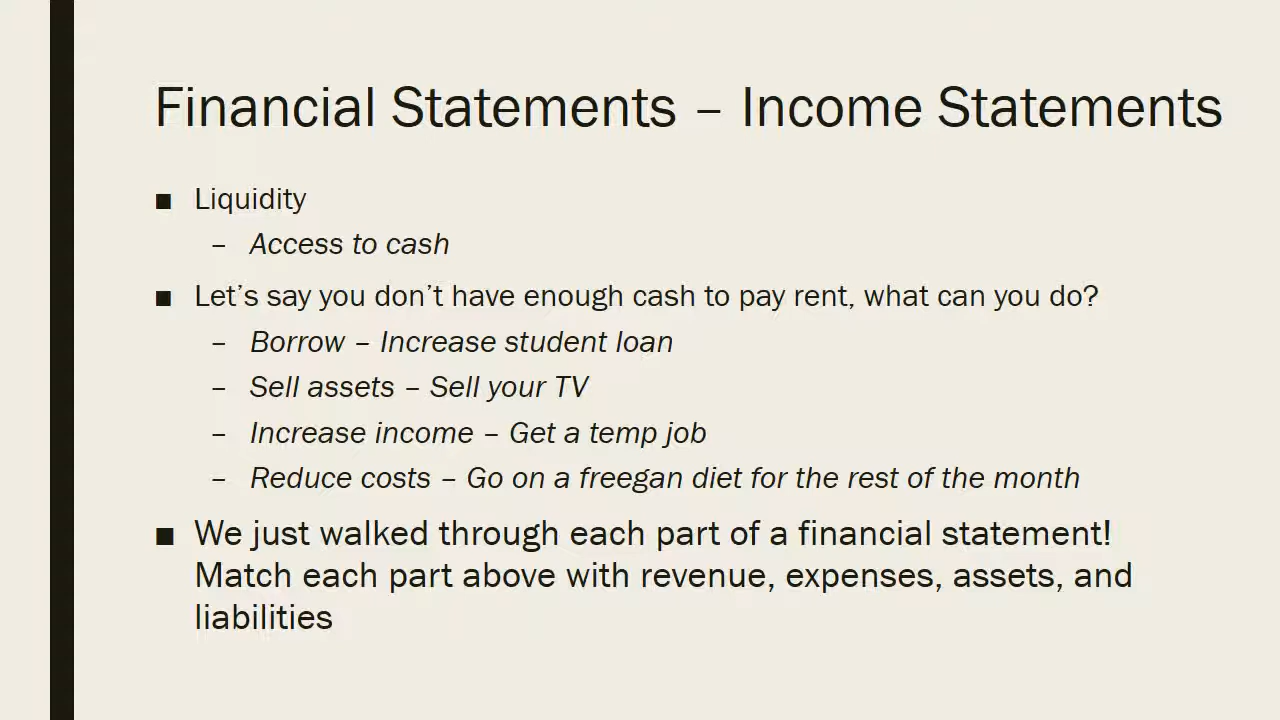 Financial Statements – Income Statements
■ Liquidity
– Access to cash
■ Let’s say you don’t have enough cash to pay rent, what can you do?
– Borrow – Increase student loan
– Sell assets – Sell your TV
– Increase income – Get a temp job
– Reduce costs – Go on a freegan diet for the rest of the month
■ We just walked through each part of a financial statement!
Match each part above with revenue, expenses, assets, and
liabilities